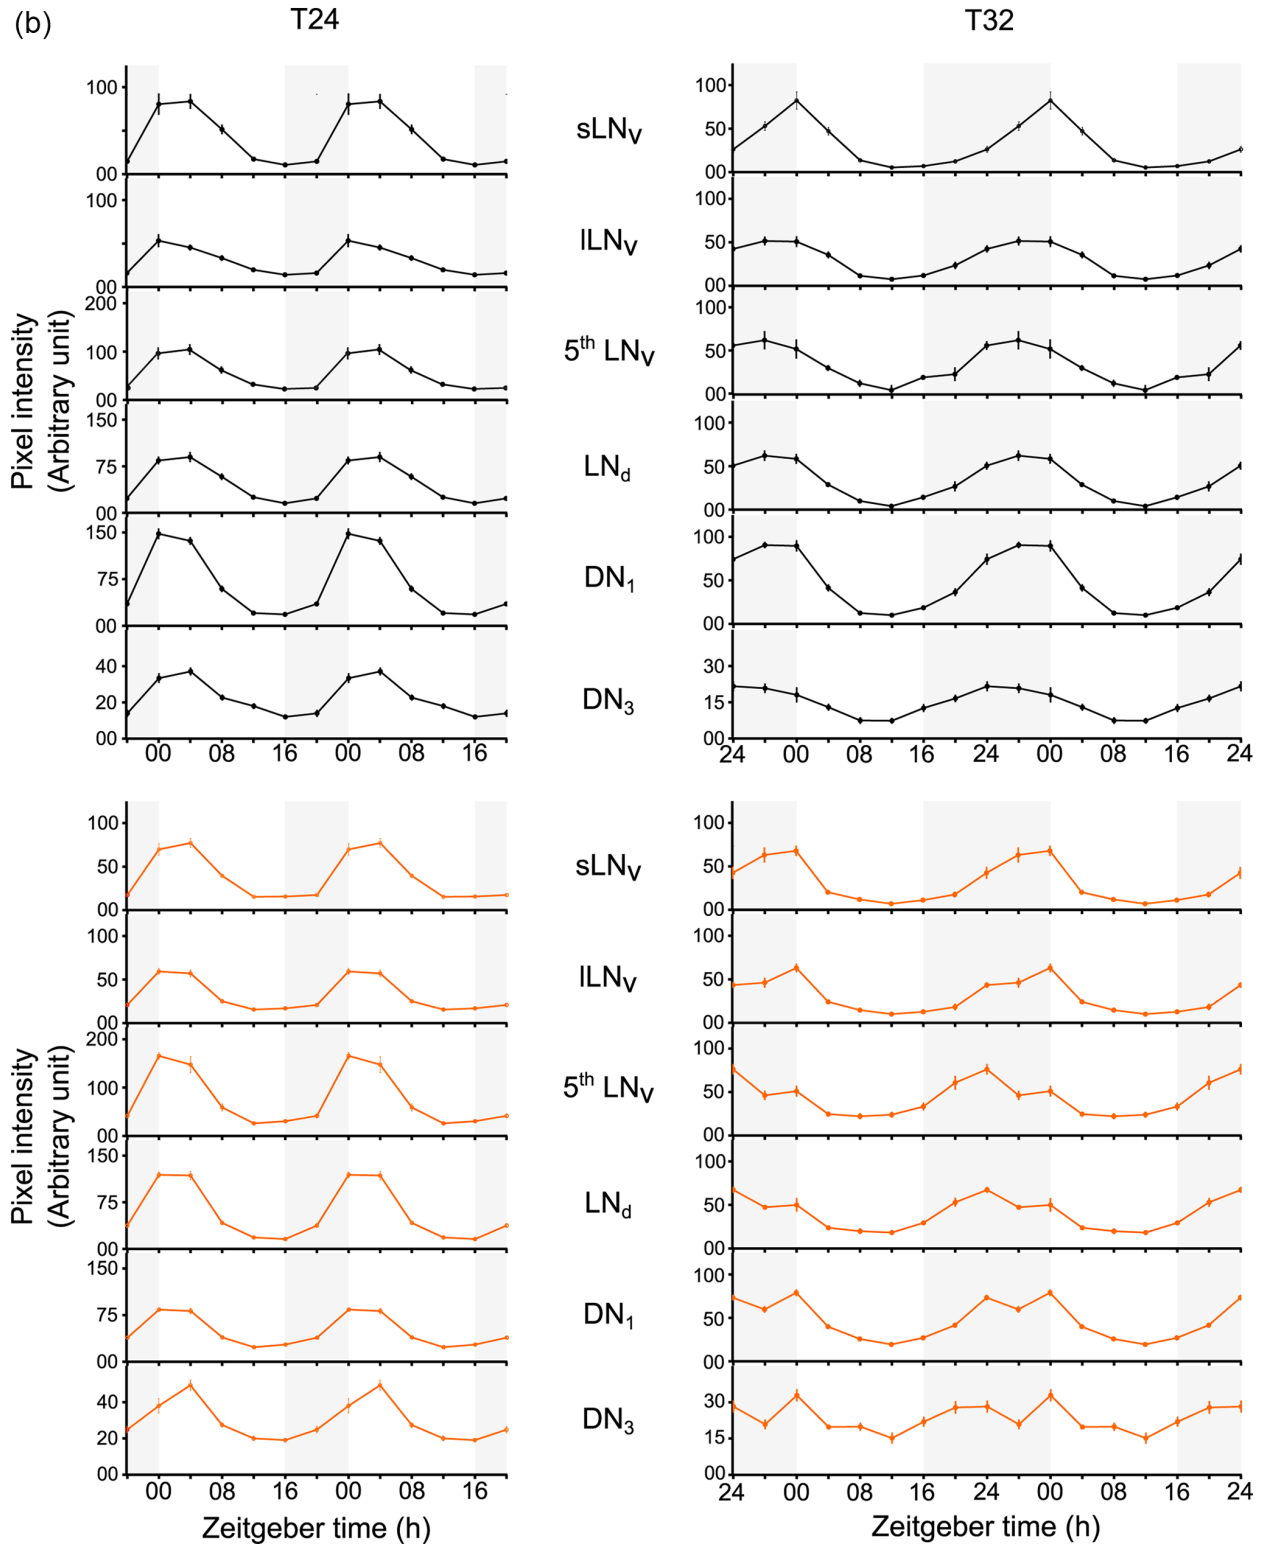 (b)
T24
T32
100
00
sLNV
100
50
00
100
00
lLNV
100
50
00
200
100
00
5th LNV
100
50
00
150
75
00
LNd
100
50
00
150
75
00
DN1
100
50
00
40
20
00
DN3
30
15
00
Pixel intensity
(Arbitrary unit)
00 08 16 00 08 16
24 00 08 16 24 00 08 16 24
100
50
00
sLNV
100
50
00
100
50
00
lLNV
100
50
00
200
100
00
5th LNV
100
50
00
150
75
00
LNd
100
50
00
150
75
00
DN1
100
50
00
40
20
00
DN3
30
15
00
Pixel intensity
(Arbitrary unit)
00 08 16 00 08 16
24 00 08 16 24 00 08 16 24
Zeitgeber time (h)
Zeitgeber time (h)